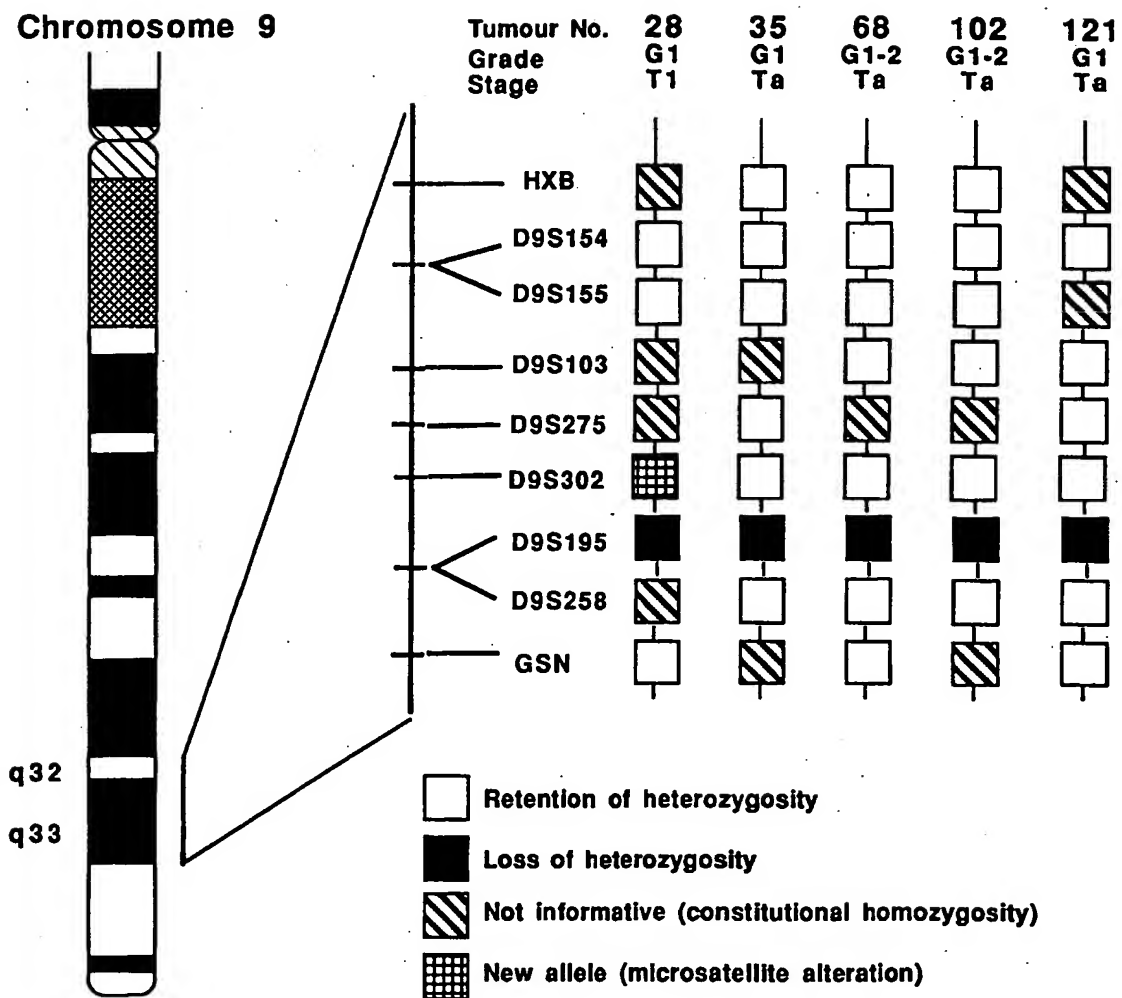 Chromosome 9
Tumour No. 28 35 68 102 121
Grade G1 G1 G1-2 G1-2 G1
Stage T1 Ta Ta Ta Ta
HXB
D9S154
D9S155
D9S103
D9S275
D9S302
D9S195
D9S258
GSN
q32
q33
Retention of heterozygosity
Loss of heterozygosity
Not informative (constitutional homozygosity)
New allele (microsatellite alteration)